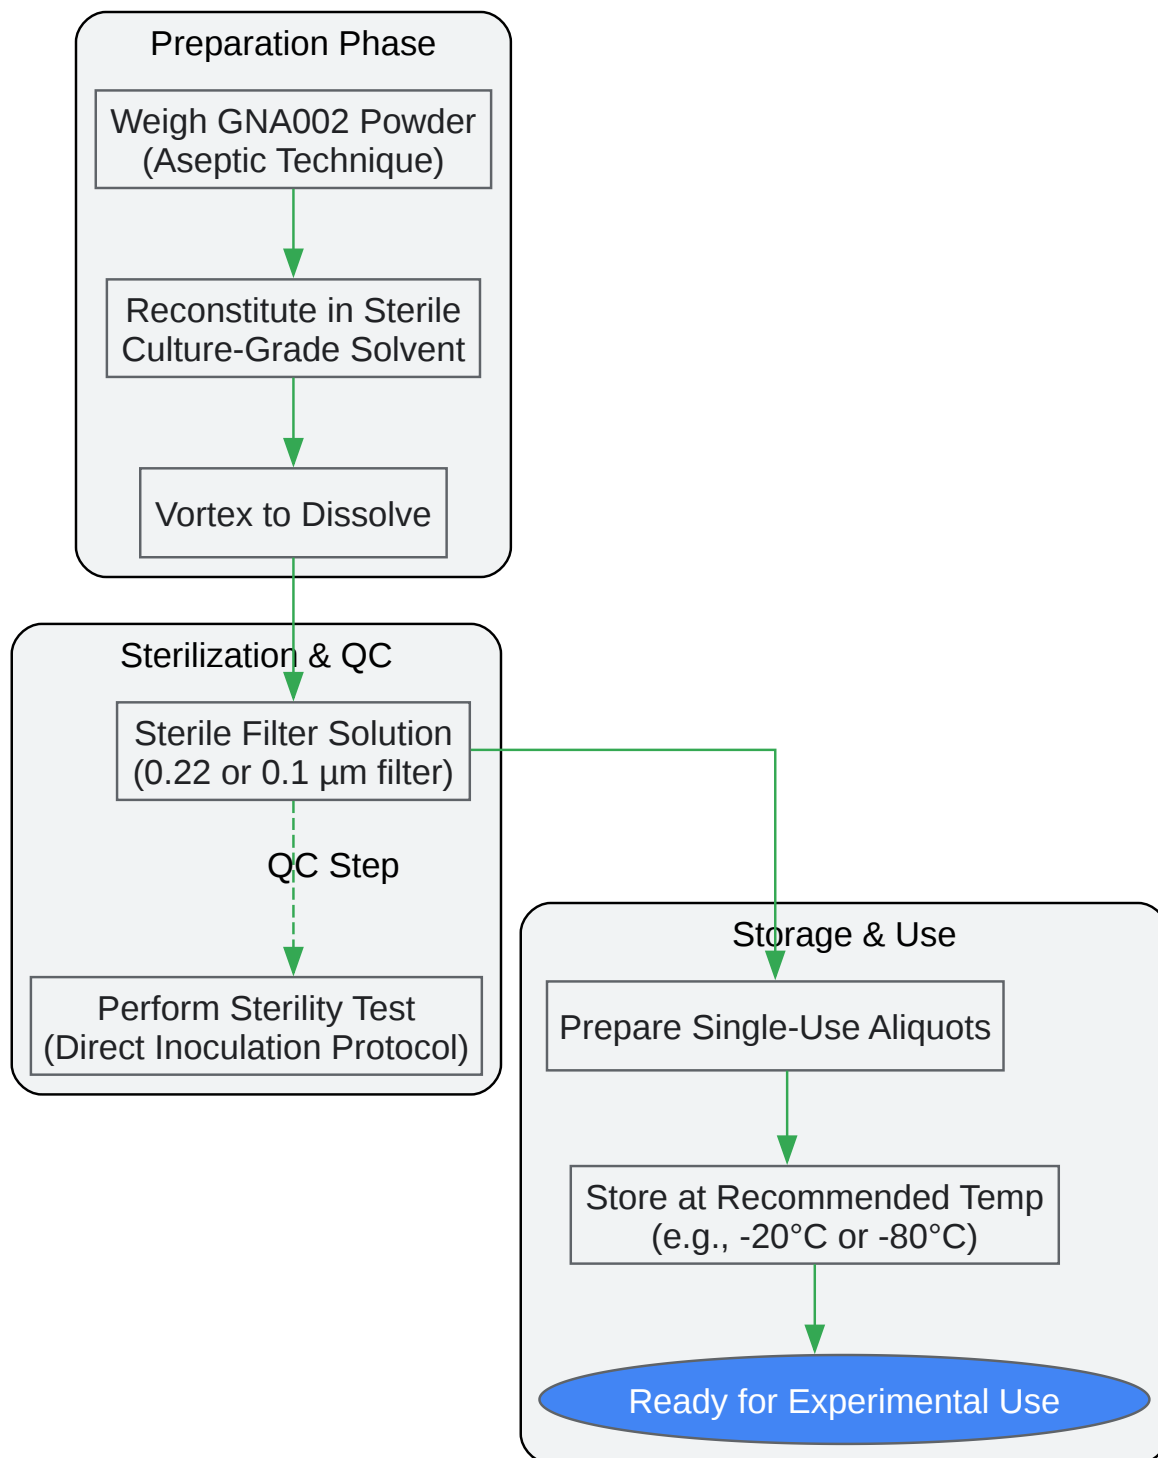 Preparation Phase
Weigh GNA002 Powder
(Aseptic Technique)
Reconstitute in Sterile
Culture-Grade Solvent
Vortex to Dissolve
Sterilization & QC
Sterile Filter Solution
(0.22 or 0.1 µm filter)
QC Step
Perform Sterility Test
(Direct Inoculation Protocol)
Storage & Use
Prepare Single-Use Aliquots
Store at Recommended Temp
(e.g., -20°C or -80°C)
Ready for Experimental Use